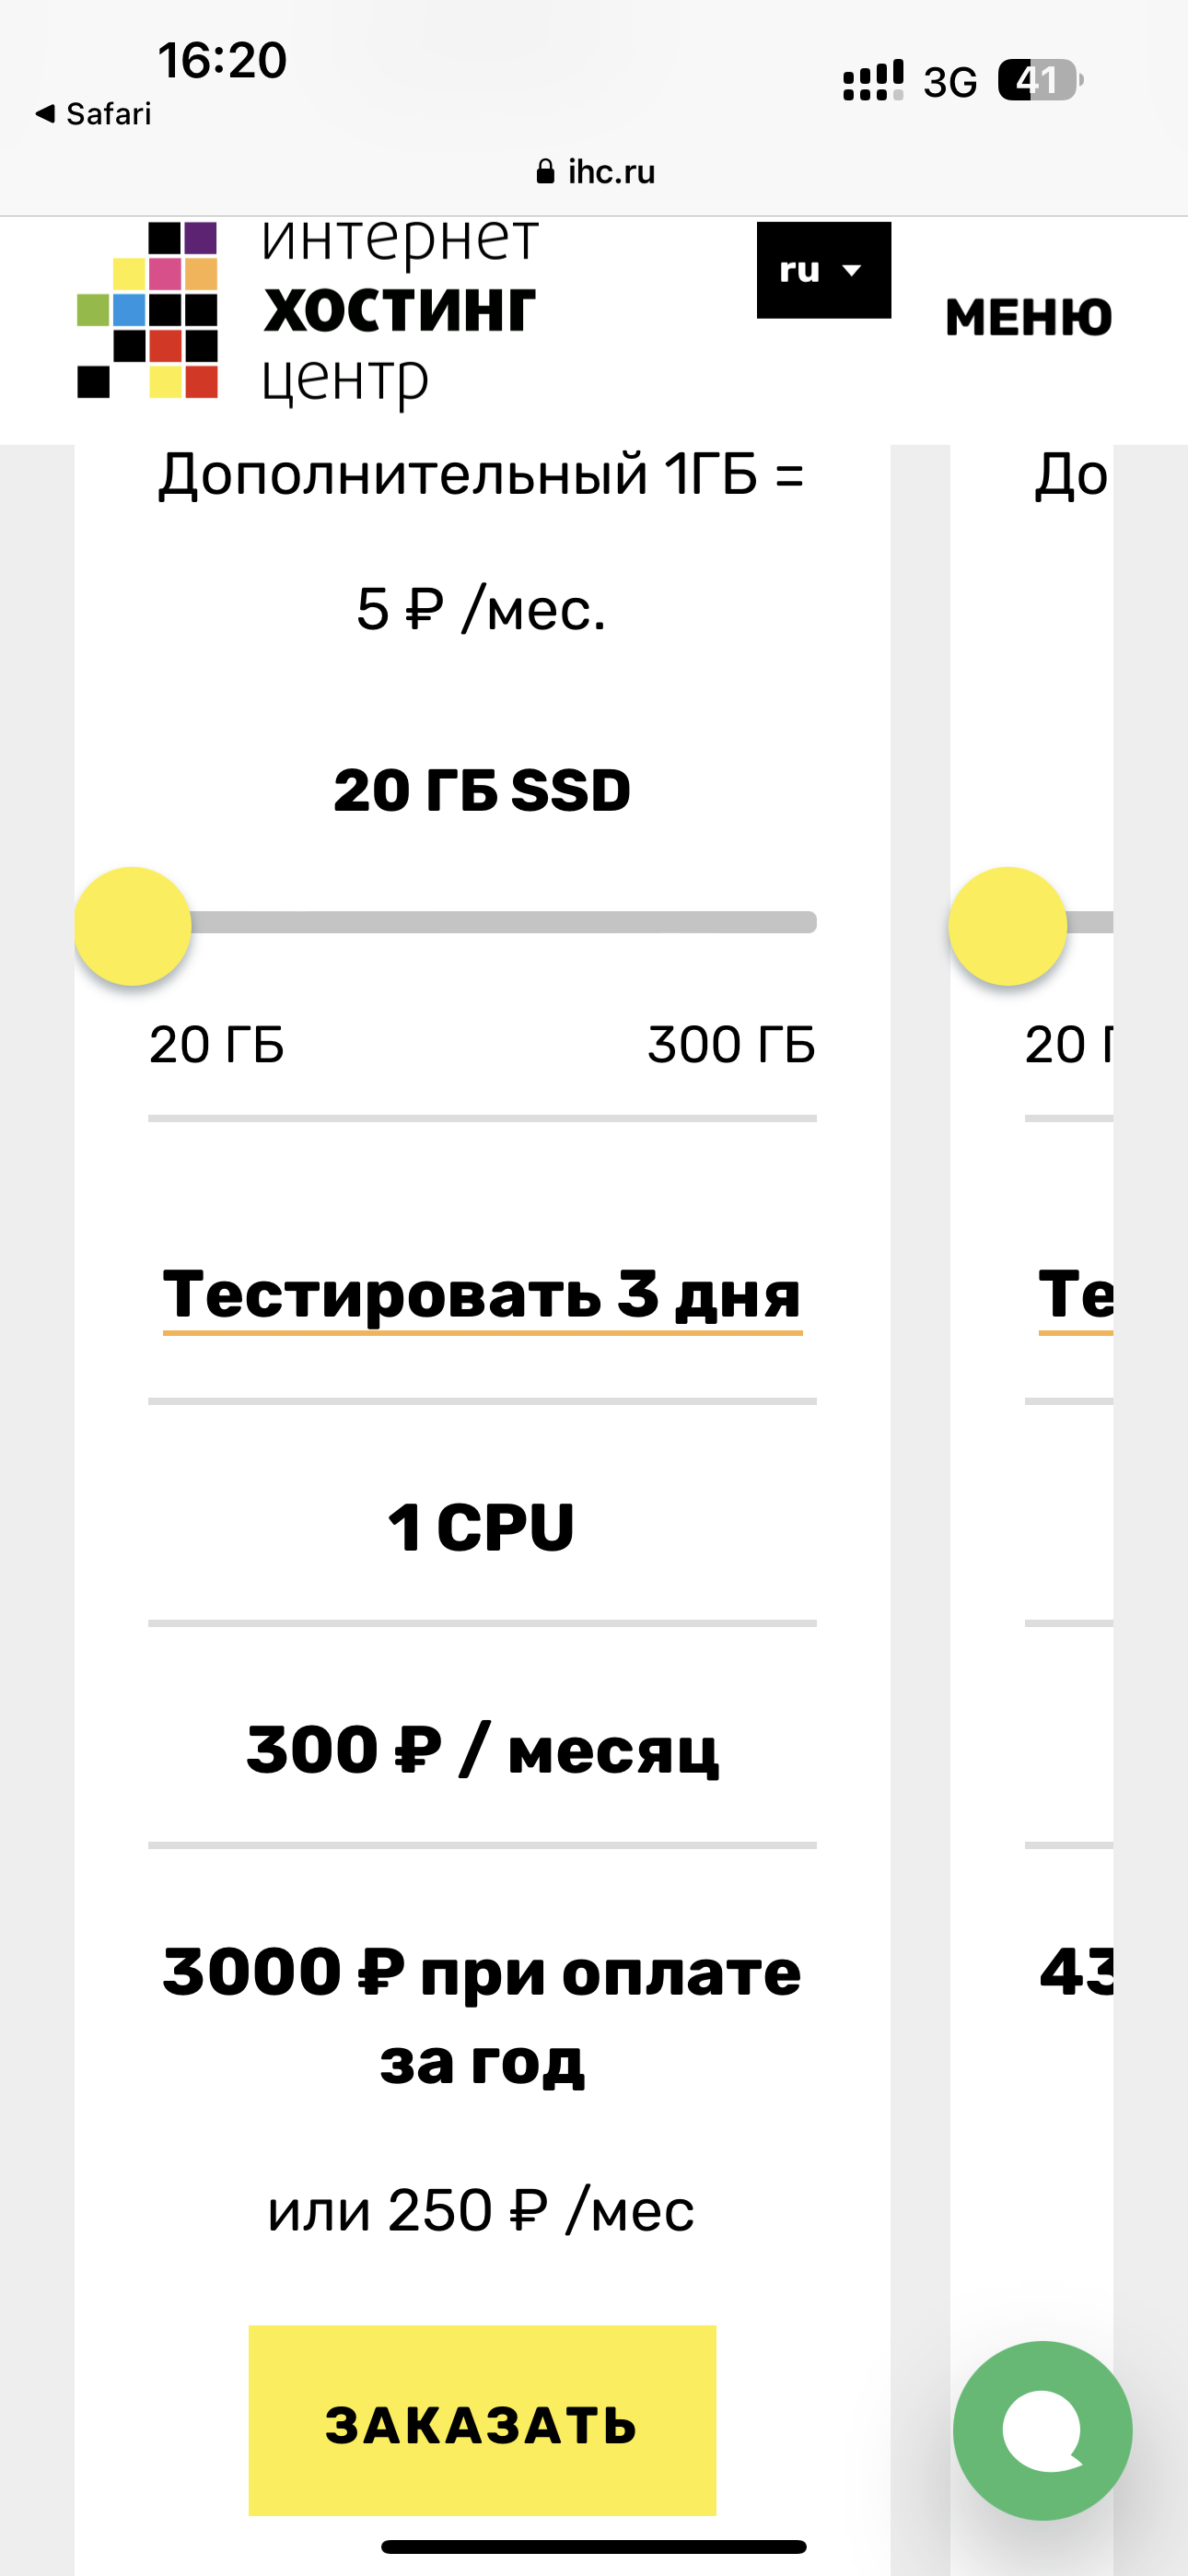 16:20
◀ Safari
3G
41
ihc.ru
интернет
хостинг
центр
ru
МЕНЮ
Дополнительный 1ГБ =
До
5 ₽ /мес.
20 ГБ SSD
20 ГБ
300 ГБ
20
Тестировать 3 дня
Те
1 CPU
300 ₽ / месяц
3000 ₽ при оплате
за год
43
или 250 ₽ /мес
ЗАКАЗАТЬ